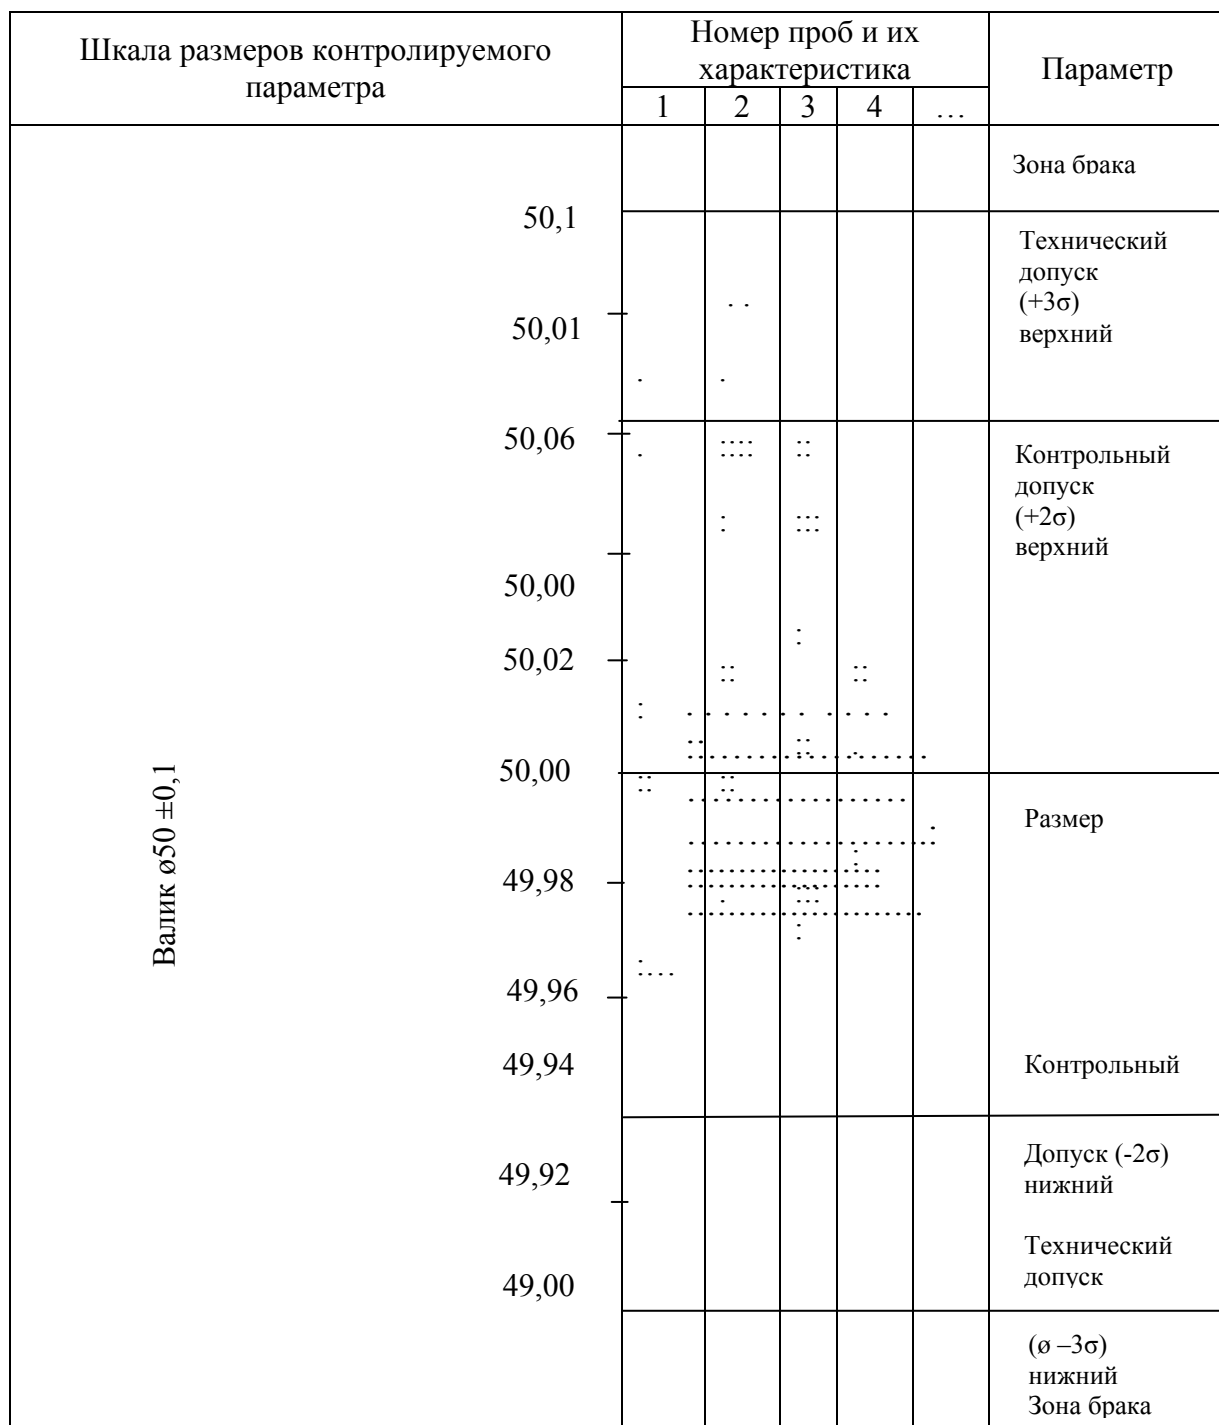 Шкала размеров контролируемого
параметра
Номер проб и их
характеристика
Параметр
1 2 3 4 …
Зона брака
50,1
Технический
допуск
(+3σ)
верхний
50,01
50,06
Контрольный
допуск
(+2σ)
верхний
50,00
50,02
50,00
Валик ø50 ±0,1
Размер
49,98
49,96
49,94
Контрольный
49,92
Допуск (-2σ)
нижний
Технический
допуск
49,00
(ø –3σ)
нижний
Зона брака